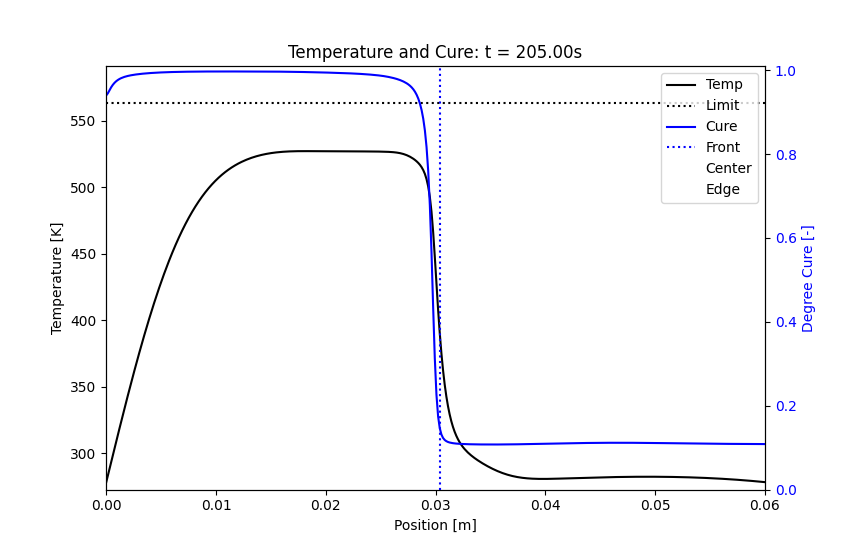 Temperature and Cure: t = 205.00s
Temp
Limit
Cure
Front
Center
Edge
550
500
450
400
350
300
Temperature [K]
1.0
0.8
0.6
0.4
0.2
0.0
Degree Cure [-]
0.00
0.01
0.02
0.03
0.04
0.05
0.06
Position [m]